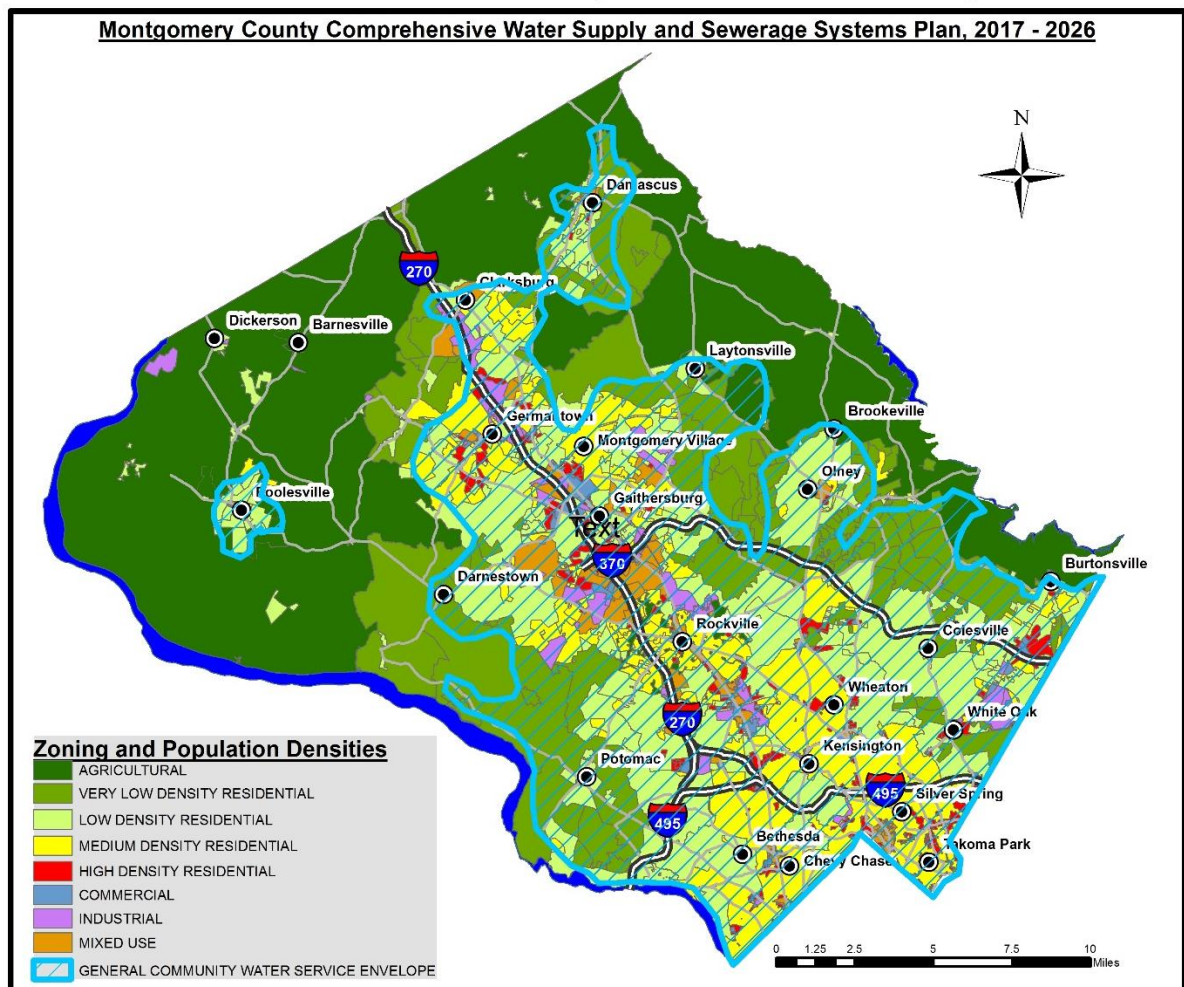 Montgomery County Comprehensive Water Supply and Sewerage Systems Plan, 2017 - 2026
N
Damascus
270
Clarksburg
Dickerson
Barnesville
Laytonsville
Brookeville
Germantown
Montgomery Village
Olney
Poolesville
Gaithersburg
Text
370
Burtonsville
Darnestown
Rockville
Colesville
Wheaton
White Oak
270
Kensington
Potomac
495
Silver Spring
495
Bethesda
Takoma Park
Chevy Chase
Zoning and Population Densities
AGRICULTURAL
VERY LOW DENSITY RESIDENTIAL
LOW DENSITY RESIDENTIAL
MEDIUM DENSITY RESIDENTIAL
HIGH DENSITY RESIDENTIAL
COMMERCIAL
INDUSTRIAL
MIXED USE
GENERAL COMMUNITY WATER SERVICE ENVELOPE
0 1.25 2.5 5 7.5 10
Miles